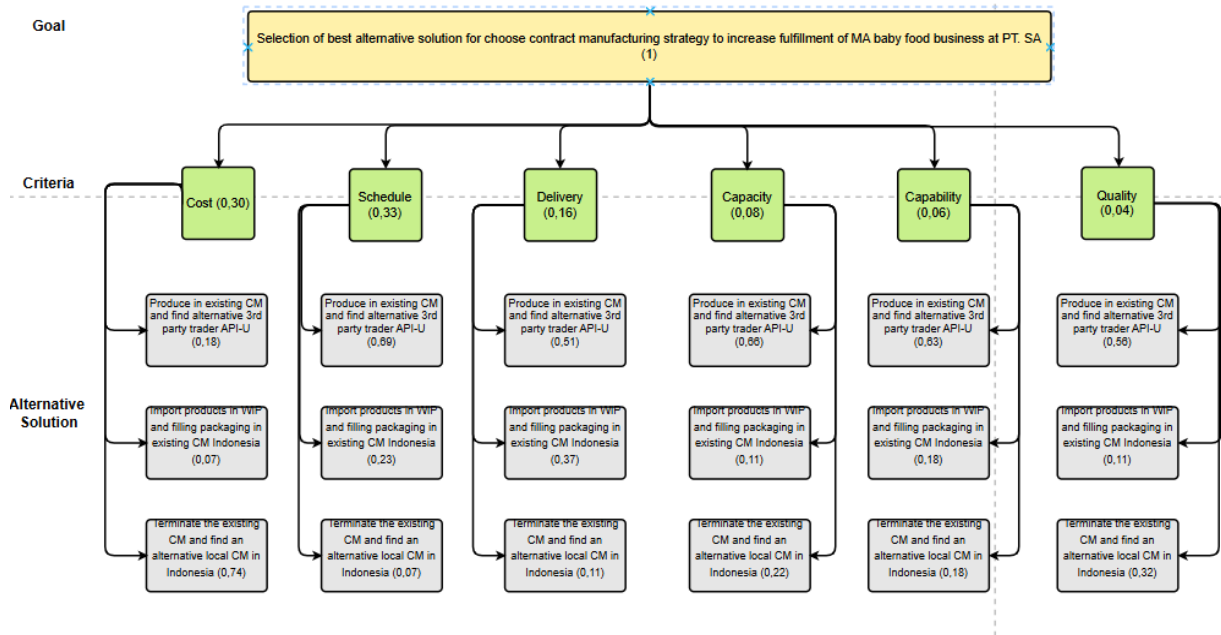 Goal
Selection of best alternative solution for choose contract manufacturing strategy to increase fulfillment of MA baby food business at PT. SA
(1)
Criteria
Cost (0,30)
Schedule
(0,33)
Delivery
(0,16)
Capacity
(0,08)
Capability
(0,06)
Quality
(0,04)
Alternative
Solution
Produce in existing CM
and find alternative 3rd
party trader API-U
(0,18)
Produce in existing CM
and find alternative 3rd
party trader API-U
(0,69)
Produce in existing CM
and find alternative 3rd
party trader API-U
(0,51)
Produce in existing CM
and find alternative 3rd
party trader API-U
(0,66)
Produce in existing CM
and find alternative 3rd
party trader API-U
(0,63)
Produce in existing CM
and find alternative 3rd
party trader API-U
(0,56)
Import products in WIP
and filling packaging in
existing CM Indonesia
(0,07)
Import products in WIP
and filling packaging in
existing CM Indonesia
(0,23)
Import products in WIP
and filling packaging in
existing CM Indonesia
(0,37)
Import products in WIP
and filling packaging in
existing CM Indonesia
(0,11)
Import products in WIP
and filling packaging in
existing CM Indonesia
(0,18)
Import products in WIP
and filling packaging in
existing CM Indonesia
(0,11)
Terminate the existing
CM and find an
alternative local CM in
Indonesia (0,74)
Terminate the existing
CM and find an
alternative local CM in
Indonesia (0,07)
Terminate the existing
CM and find an
alternative local CM in
Indonesia (0,11)
Terminate the existing
CM and find an
alternative local CM in
Indonesia (0,22)
Terminate the existing
CM and find an
alternative local CM in
Indonesia (0,18)
Terminate the existing
CM and find an
alternative local CM in
Indonesia (0,32)